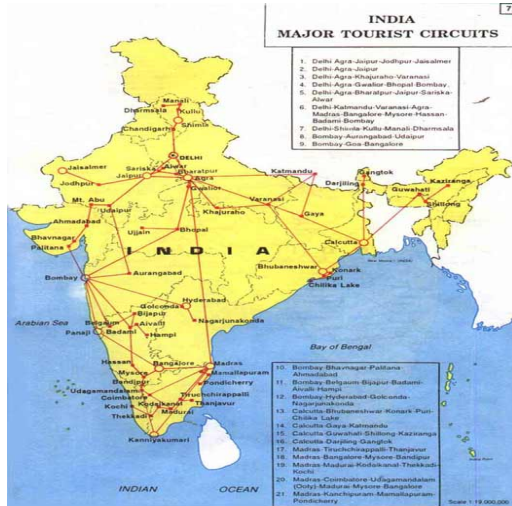 7
INDIA
MAJOR TOURIST CIRCUITS
1. Delhi-Agra-Jaipur-Jodhpur-Jaisalmer
2. Delhi-Agra-Jaipur
3. Delhi-Agra-Khajuraho-Varanasi
4. Delhi-Agra-Gwalior-Bhopal-Bombay
5. Delhi-Agra-Bharatpur-Jaipur-Sariska-
Alwar
6. Delhi-Katmandu-Varanasi-Agra-
Madras-Bangalore-Mysore-Hassan-
Badami-Bombay
7. Delhi-Shimla-Kullu-Manali-Dharmsala
8. Bombay-Aurangabad-Udaipur
9. Bombay-Goa-Bangalore
Manali
Dharmsala
Kullu
Shimla
Chandigarh
DELHI
Sariska
Alwar
Bharatpur
Jaisalmer
Jaipur
Agra
Jodhpur
Gwalior
Katmandu
Gangtok
Darjiling
Kaziranga
Guwahati
Shillong
Mt. Abu
Udaipur
Varanasi
Khajuraho
Gaya
Ahmadabad
Bhavnagar
Palitana
Ujjain
Bhopal
INDIA
Calcutta
Bombay
Aurangabad
Bhubaneshwar
Konark
Puri
Chilika Lake
Hyderabad
Golconda
Nagarjunakonda
Bijapur
Arabian Sea
Belgaum
Aivalli
Panaji
Badami
Hampi
Bay of Bengal
Hassan
Bangalore
Madras
Mysore
Mamallapuram
Bandipur
Pondicherry
Udagamandalam
Coimbatore
Tiruchchirappalli
Kodaikanal
Thanjavur
Kochi
Madurai
Thekkadi
Kanniyakumari
INDIAN OCEAN
10. Bombay-Bhavnagar-Palitana-
Ahmadabad
11. Bombay-Belgaum-Bijapur-Badami-
Aivalli-Hampi
12. Bombay-Hyderabad-Golconda-
Nagarjunakonda
13. Calcutta-Bhubaneshwar-Konark-Puri-
Chilika Lake
14. Calcutta-Gaya-Katmandu
15. Calcutta-Guwahati-Shillong-Kaziranga
16. Calcutta-Darjiling-Gangtok
17. Madras-Tiruchchirappalli-Thanjavur
18. Madras-Bangalore-Mysore-Bandipur
19. Madras-Madurai-Kodaikanal-Thekkadi-
Kochi
20. Madras-Coimbatore-Udagamandalam
(Ooty)-Madurai-Mysore-Bangalore
21. Madras-Kanchipuram-Mamallapuram-
Pondicherry
Scale 1:19,000,000